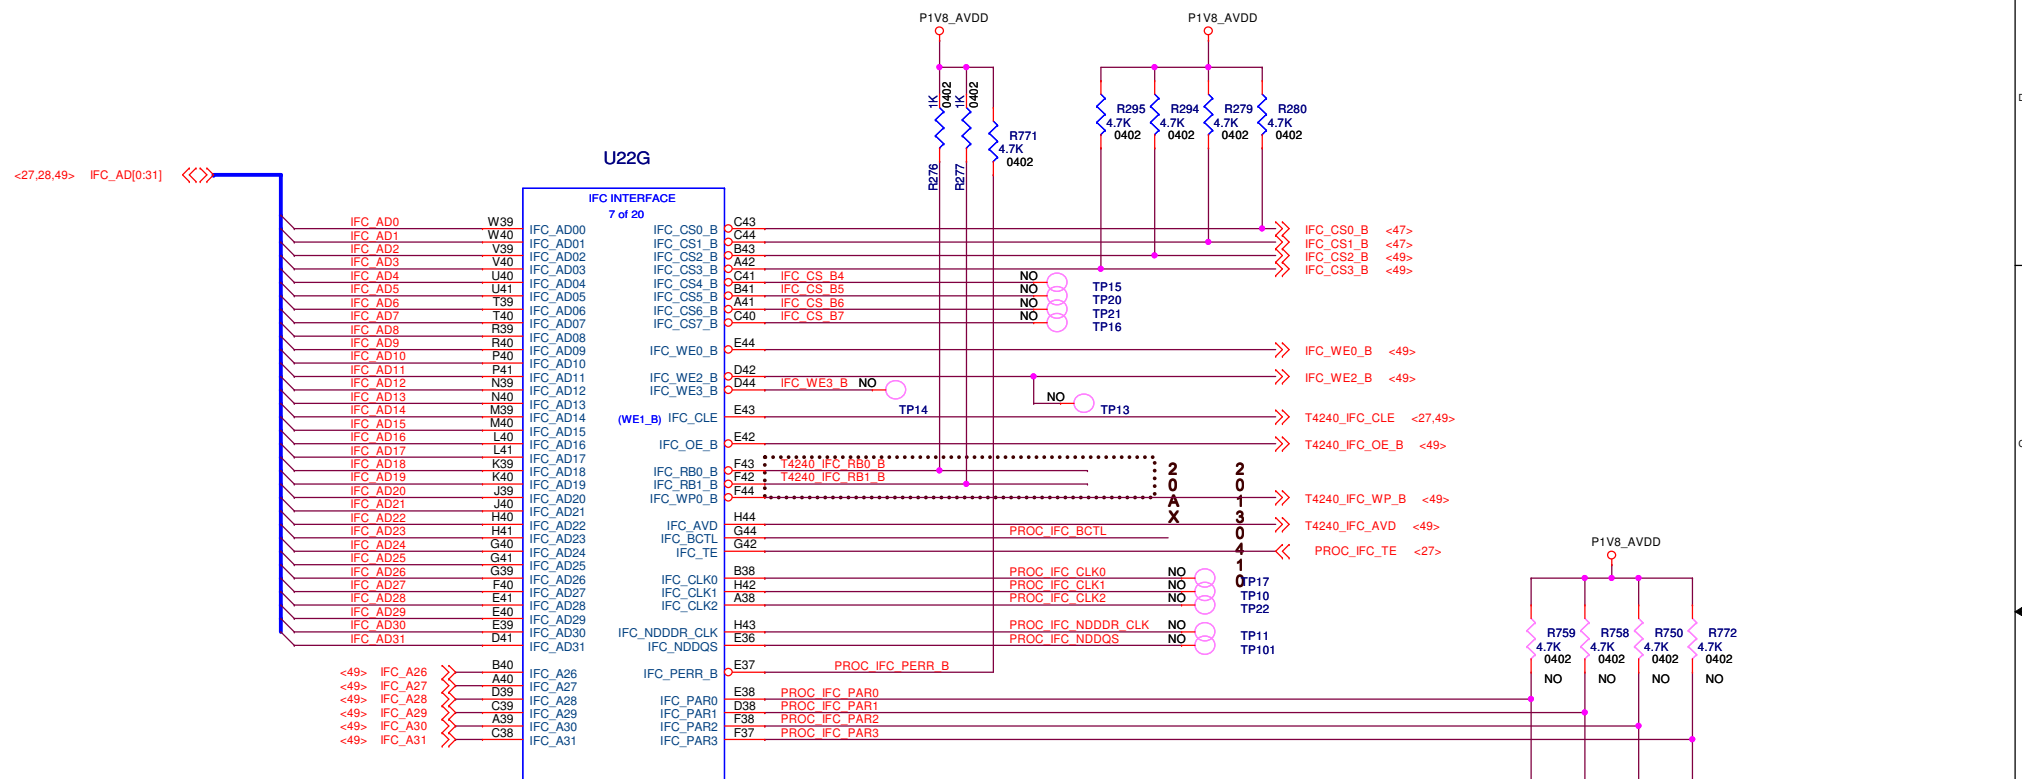 P1V8_AVDD
P1V8_AVDD
1K
0402
R276
1K
0402
R277
R771
4.7K
0402
R295
4.7K
0402
R294
4.7K
0402
R279
4.7K
0402
R280
4.7K
0402
U22G
<27,28,49> IFC_AD[0:31]
IFC INTERFACE
7 of 20
IFC_AD0 W39 IFC_AD00
IFC_AD1 W40 IFC_AD01
IFC_AD2 V39 IFC_AD02
IFC_AD3 V40 IFC_AD03
IFC_AD4 U40 IFC_AD04
IFC_AD5 U41 IFC_AD05
IFC_AD6 T39 IFC_AD06
IFC_AD7 T40 IFC_AD07
IFC_AD8 R39 IFC_AD08
IFC_AD9 R40 IFC_AD09
IFC_AD10 P40 IFC_AD10
IFC_AD11 P41 IFC_AD11
IFC_AD12 N39 IFC_AD12
IFC_AD13 N40 IFC_AD13
IFC_AD14 M39 IFC_AD14
IFC_AD15 M40 IFC_AD15
IFC_AD16 L40 IFC_AD16
IFC_AD17 L41 IFC_AD17
IFC_AD18 K39 IFC_AD18
IFC_AD19 K40 IFC_AD19
IFC_AD20 J39 IFC_AD20
IFC_AD21 J40 IFC_AD21
IFC_AD22 H40 IFC_AD22
IFC_AD23 H41 IFC_AD23
IFC_AD24 G40 IFC_AD24
IFC_AD25 G41 IFC_AD25
IFC_AD26 G39 IFC_AD26
IFC_AD27 F40 IFC_AD27
IFC_AD28 E41 IFC_AD28
IFC_AD29 E40 IFC_AD29
IFC_AD30 E39 IFC_AD30
IFC_AD31 D41 IFC_AD31
<49> IFC_A26 B40 IFC_A26
<49> IFC_A27 A40 IFC_A27
<49> IFC_A28 D39 IFC_A28
<49> IFC_A29 C39 IFC_A29
<49> IFC_A30 A39 IFC_A30
<49> IFC_A31 C38 IFC_A31
IFC_CS0_B C43 IFC_CS0_B <47>
IFC_CS1_B C44 IFC_CS1_B <47>
IFC_CS2_B B43 IFC_CS2_B <49>
IFC_CS3_B A42 IFC_CS3_B <49>
IFC_CS4_B C41 IFC_CS_B4 NO TP15
IFC_CS5_B B41 IFC_CS_B5 NO TP20
IFC_CS6_B A41 IFC_CS_B6 NO TP21
IFC_CS7_B C40 IFC_CS_B7 NO TP16
IFC_WE0_B E44 IFC_WE0_B <49>
IFC_WE2_B D42 IFC_WE2_B <49>
IFC_WE3_B D44 IFC_WE3_B NO TP14
NO TP13
(WE1_B) IFC_CLE E43 T4240_IFC_CLE <27,49>
IFC_OE_B E42 T4240_IFC_OE_B <49>
IFC_RB0_B F43 T4240_IFC_RB0_B
IFC_RB1_B F42 T4240_IFC_RB1_B
IFC_WP0_B F44 T4240_IFC_WP_B <49>
20AX
20130410
IFC_AVD H44 T4240_IFC_AVD <49>
IFC_BCTL G44 PROC_IFC_BCTL
IFC_TE G42 PROC_IFC_TE <27>
IFC_CLK0 B38 PROC_IFC_CLK0 NO TP17
IFC_CLK1 H42 PROC_IFC_CLK1 NO TP10
IFC_CLK2 A38 PROC_IFC_CLK2 NO TP22
IFC_NDDDR_CLK H43 PROC_IFC_NDDDR_CLK NO TP11
IFC_NDDQS E36 PROC_IFC_NDDQS NO TP101
IFC_PERR_B E37 PROC_IFC_PERR_B
IFC_PAR0 E38 PROC_IFC_PAR0
IFC_PAR1 D38 PROC_IFC_PAR1
IFC_PAR2 F38 PROC_IFC_PAR2
IFC_PAR3 F37 PROC_IFC_PAR3
P1V8_AVDD
R759
4.7K
0402
NO
R758
4.7K
0402
NO
R750
4.7K
0402
NO
R772
4.7K
0402
NO